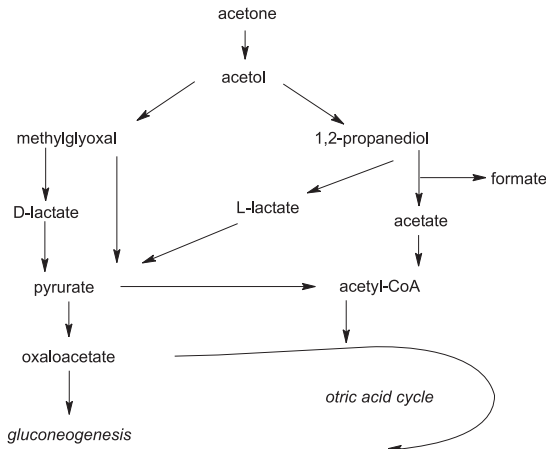 acetone
acetol
methylglyoxal
1,2-propanediol
formate
D-lactate
L-lactate
acetate
pyrurate
acetyl-CoA
oxaloacetate
otric acid cycle
gluconeogenesis